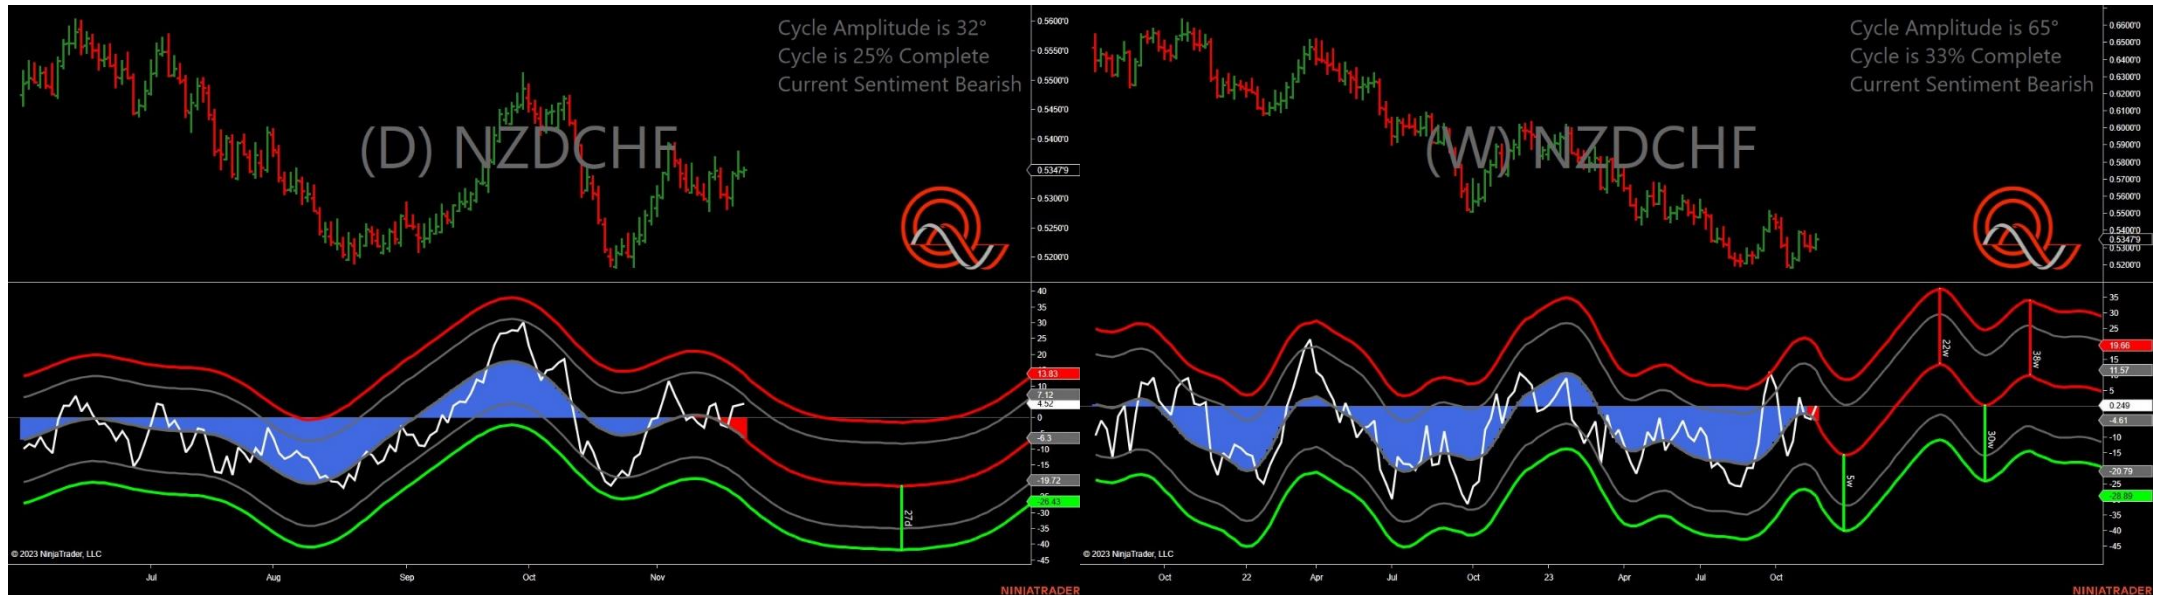 Cycle Amplitude is 32°
Cycle is 25% Complete
Current Sentiment Bearish
(D) NZDCHF
0.5600'0
0.5550'0
0.5500'0
0.5450'0
0.5400'0
0.5347'9
0.5300'0
0.5250'0
0.5200'0
40
35
30
25
20
13.83
10
7.12
4.52
0
-5
-6.3
-10
-15
-19.72
-26.43
-30
-35
-40
-45
27d
© 2023 NinjaTrader, LLC
Jul
Aug
Sep
Oct
Nov
NINJATRADER
Cycle Amplitude is 65°
Cycle is 33% Complete
Current Sentiment Bearish
(W) NZDCHF
0.6600'0
0.6500'0
0.6400'0
0.6300'0
0.6200'0
0.6100'0
0.6000'0
0.5900'0
0.5800'0
0.5700'0
0.5600'0
0.5500'0
0.5400'0
0.5347'9
0.5300'0
0.5200'0
35
30
25
19.66
15
11.57
5
0.249
-4.61
-10
-15
-20.79
-25
-28.89
-35
-40
-45
5w
22w
30w
38w
© 2023 NinjaTrader, LLC
Oct
22
Apr
Jul
Oct
23
Apr
Jul
Oct
NINJATRADER